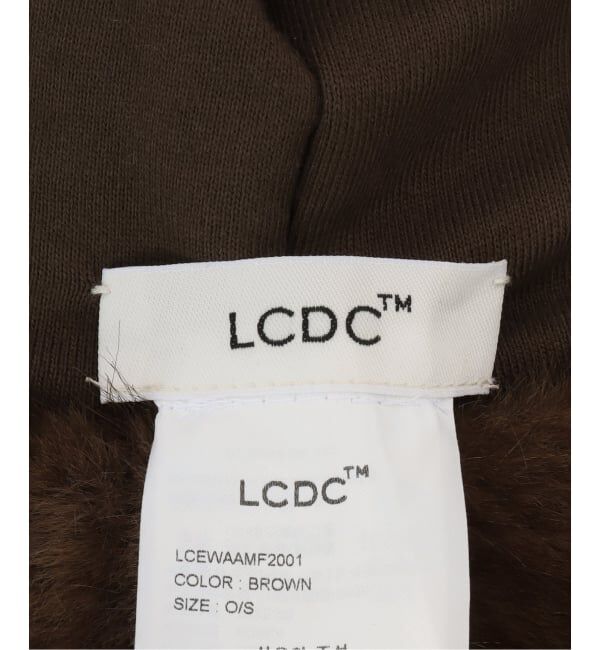 LCDC™
LCDC™
LCEWAAMF2001
COLOR : BROWN
SIZE : O/S